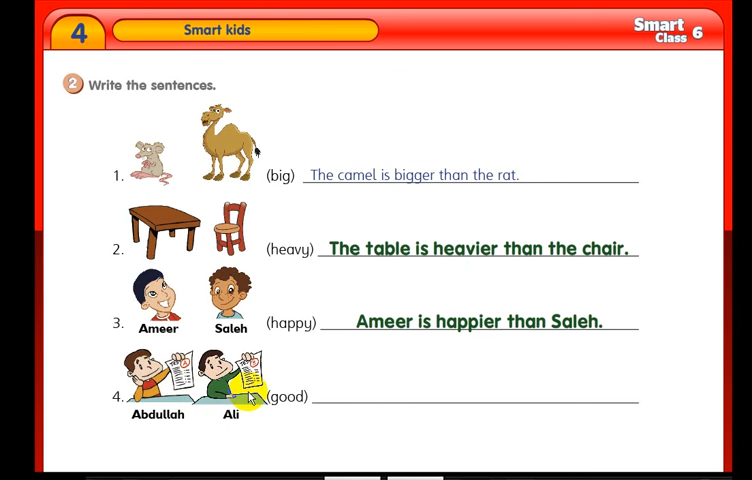 4
Smart kids
Smart
Class 6
2 Write the sentences.
1. (big) The camel is bigger than the rat.
2. (heavy) The table is heavier than the chair.
Ameer Saleh
3. (happy) Ameer is happier than Saleh.
4. (good)
Abdullah Ali